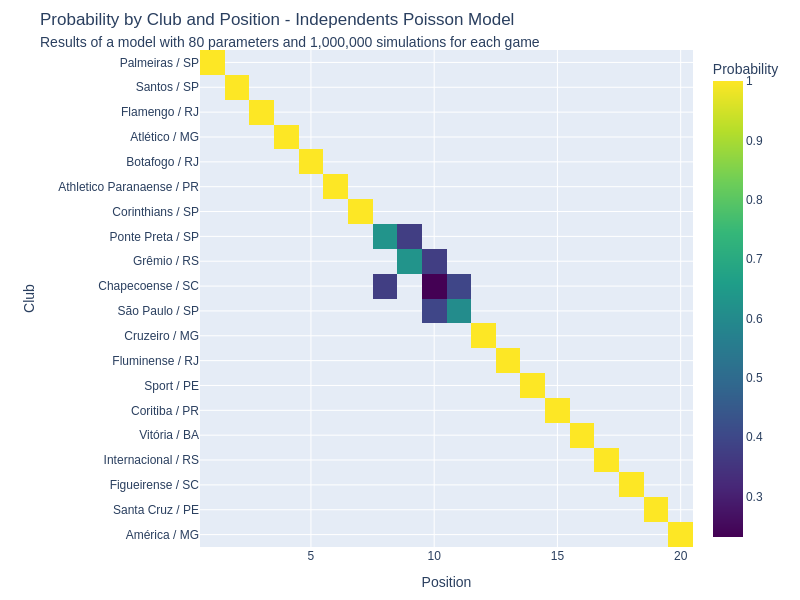 Probability by Club and Position - Independents Poisson Model
Results of a model with 80 parameters and 1,000,000 simulations for each game
Probability
Club
Palmeiras / SP
Santos / SP
Flamengo / RJ
Atlético / MG
Botafogo / RJ
Athletico Paranaense / PR
Corinthians / SP
Ponte Preta / SP
Grêmio / RS
Chapecoense / SC
São Paulo / SP
Cruzeiro / MG
Fluminense / RJ
Sport / PE
Coritiba / PR
Vitória / BA
Internacional / RS
Figueirense / SC
Santa Cruz / PE
América / MG
1
0.9
0.8
0.7
0.6
0.5
0.4
0.3
5 10 15 20
Position